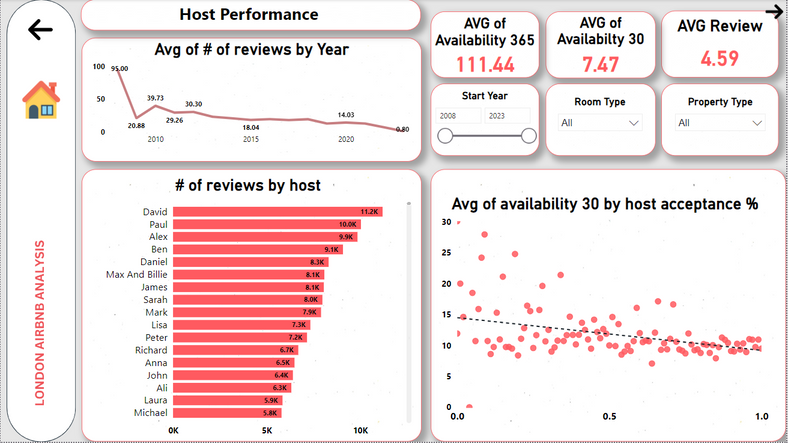 Host Performance
Avg of # of reviews by Year
100
50
0
95.00
20.88
39.73
29.26
30.30
18.04
14.03
0.80
2010
2015
2020
AVG of
Availability 365
111.44
AVG of
Availabilty 30
7.47
AVG Review
4.59
Start Year
2008
2023
Room Type
All
Property Type
All
# of reviews by host
David 11.2K
Paul 10.0K
Alex 9.9K
Ben 9.1K
Daniel 8.3K
Max And Billie 8.1K
James 8.1K
Sarah 8.0K
Mark 7.9K
Lisa 7.3K
Peter 7.2K
Richard 6.7K
Anna 6.5K
John 6.4K
Ali 6.3K
Laura 5.9K
Michael 5.8K
0K 5K 10K
Avg of availability 30 by host acceptance %
30
25
20
15
10
5
0
0.0 0.5 1.0
LONDON AIRBNB ANALYSIS